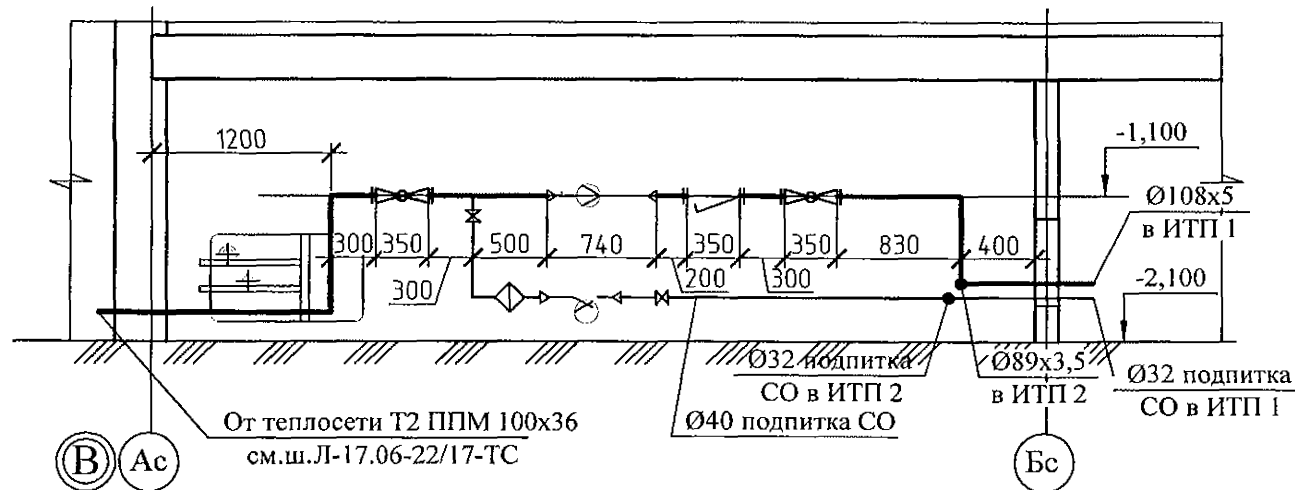 1200
-1,100
Ø108x5
в ИТП 1
300
350
500
740
350
350
830
400
300
200
300
-2,100
Ø32 подпитка
СО в ИТП 2
Ø89x3,5
в ИТП 2
Ø32 подпитка
СО в ИТП 1
Ø40 подпитка СО
От теплосети Т2 ППМ 100х36
см.ш.Л-17.06-22/17-ТС
В
Ас
Бс